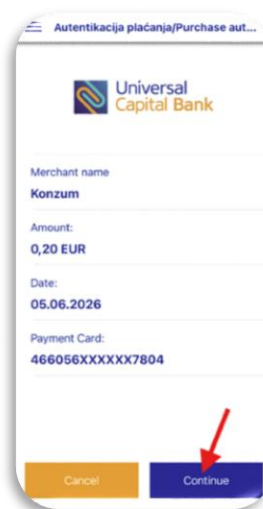 Autentikacija plaćanja/Purchase aut...
Universal
Capital Bank
Merchant name
Konzum
Amount:
0,20 EUR
Date:
05.06.2026
Payment Card:
466056XXXXXX7804
Cancel
Continue